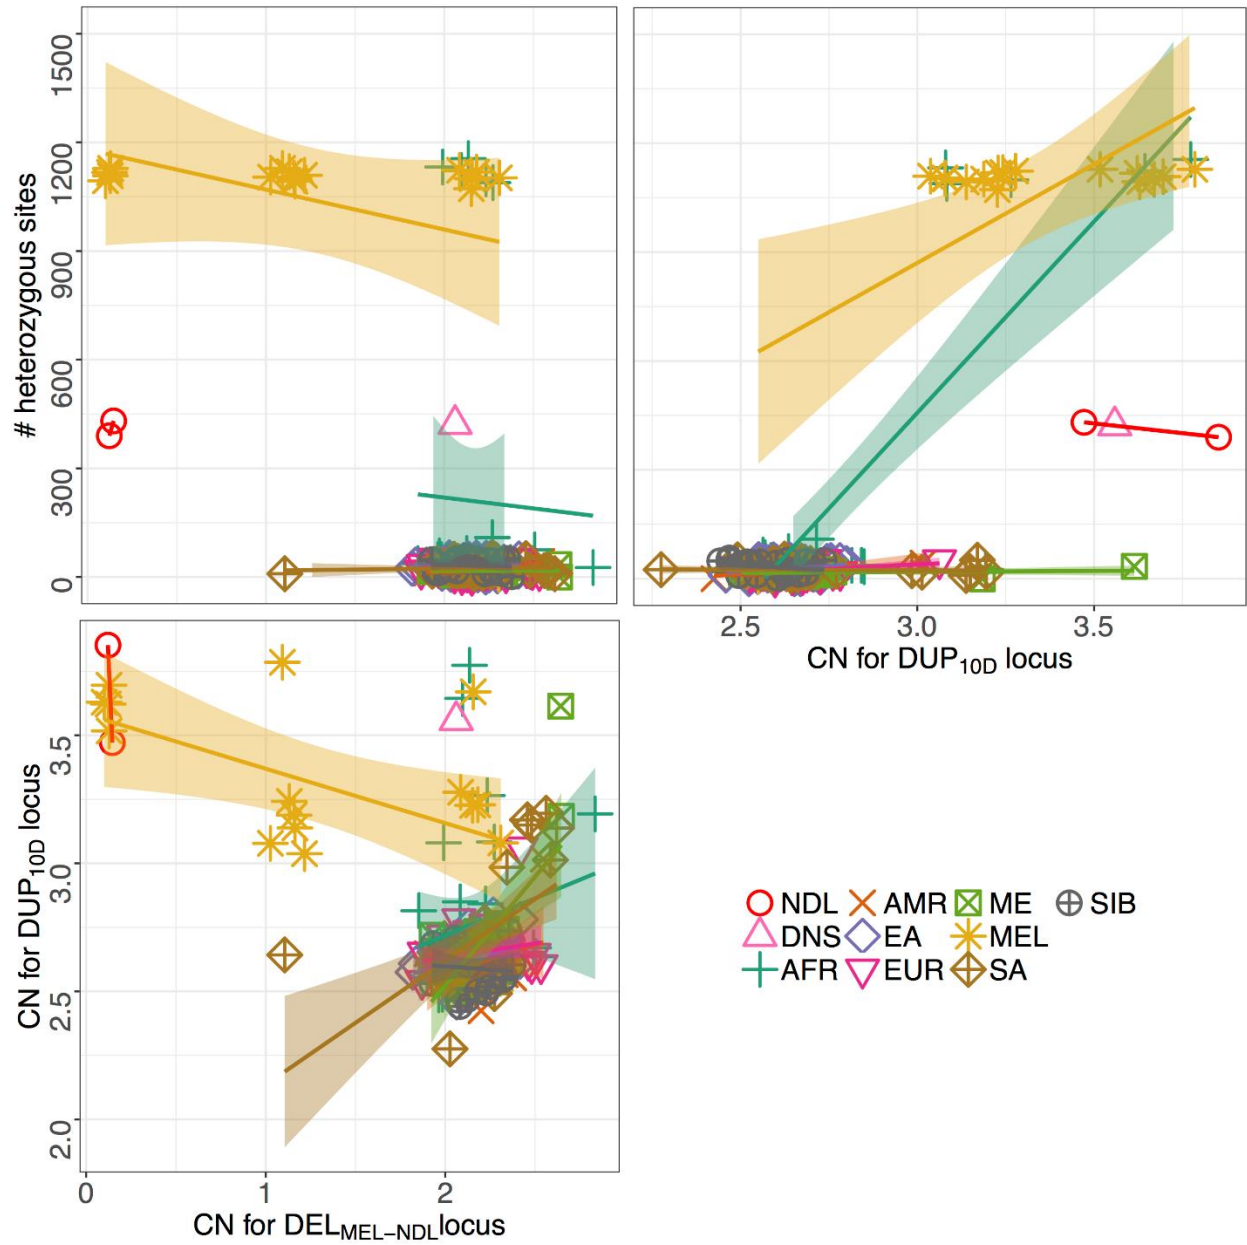 # heterozygous sites
1500
1200
900
600
300
0
2.5 3.0 3.5
CN for DUP10D locus
CN for DUP10D locus
3.5
3.0
2.5
2.0
0 1 2
CN for DELMEL−NDL locus
NDL AMR ME SIB
DNS EA MEL
AFR EUR SA